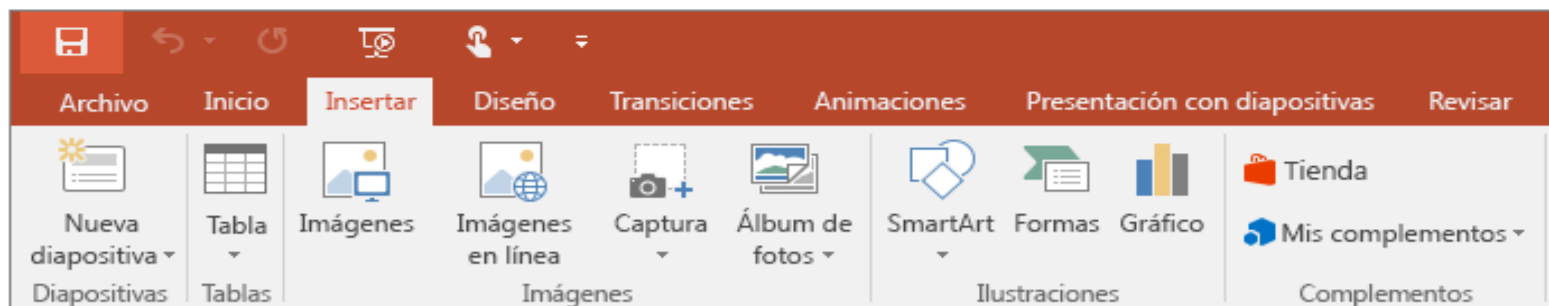 Archivo Inicio Insertar Diseño Transiciones Animaciones Presentación con diapositivas Revisar
Nueva diapositiva
Tabla
Imágenes
Imágenes en línea
Captura
Álbum de fotos
SmartArt
Formas
Gráfico
Tienda
Mis complementos
Diapositivas Tablas Imágenes Ilustraciones Complementos